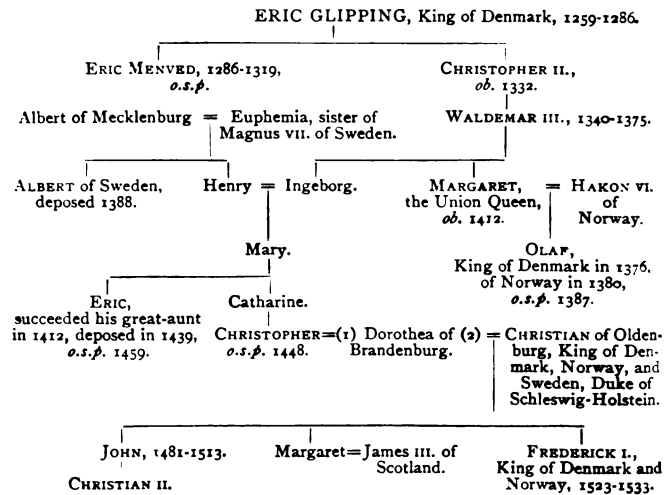 ERIC GLIPPING, King of Denmark, 1259-1286.
ERIC MENVED, 1286-1319,
o.s.p.
CHRISTOPHER II.,
ob. 1332.
Albert of Mecklenburg = Euphemia, sister of
Magnus VII. of Sweden.
WALDEMAR III., 1340-1375.
ALBERT of Sweden,
deposed 1388.
Henry = Ingeborg.
MARGARET,
the Union Queen,
ob. 1412.
= HAKON VI.
of
Norway.
Mary.
OLAF,
King of Denmark in 1376,
of Norway in 1380,
o.s.p. 1387.
ERIC,
succeeded his great-aunt
in 1412, deposed in 1439,
o.s.p. 1459.
Catharine.
CHRISTOPHER=(1) Dorothea of (2) = CHRISTIAN of Olden-
o.s.p. 1448. Brandenburg. burg, King of Den-
mark, Norway, and
Sweden, Duke of
Schleswig-Holstein.
JOHN, 1481-1513.
CHRISTIAN II.
Margaret=James III. of
Scotland.
FREDERICK I.,
King of Denmark and
Norway, 1523-1533.